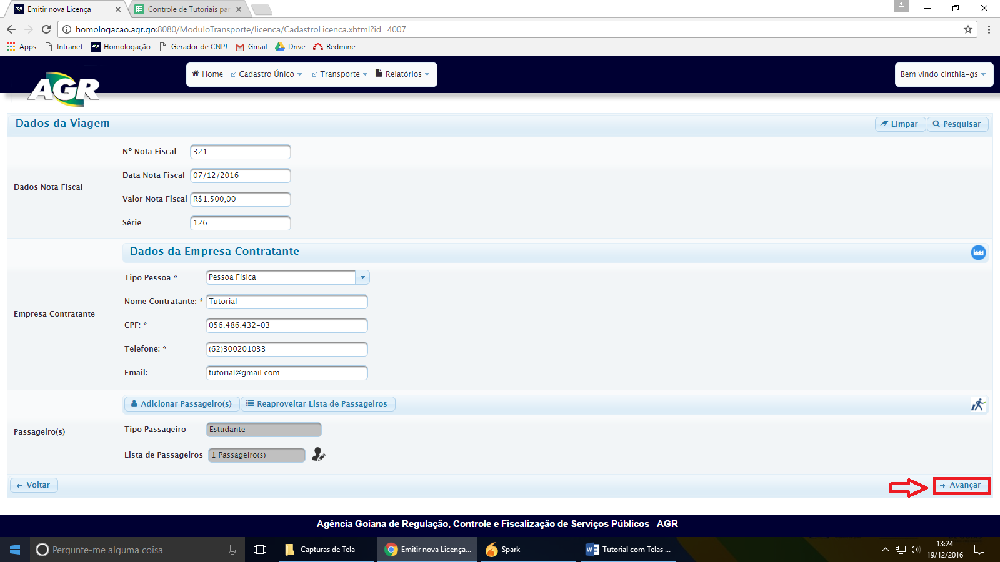 Emitir nova Licença
Controle de Tutoriais pa
homologacao.agr.go:8080/ModuloTransporte/licenca/CadastroLicenca.xhtml?id=4007
Apps Intranet Homologação Gerador de CNPJ Gmail Drive Redmine
AGR
Home Cadastro Único Transporte Relatórios
Bem vindo cinthia-gs
Dados da Viagem
Limpar Pesquisar
Dados Nota Fiscal
Nº Nota Fiscal 321
Data Nota Fiscal 07/12/2016
Valor Nota Fiscal R$1.500,00
Série 126
Empresa Contratante
Dados da Empresa Contratante
Tipo Pessoa * Pessoa Física
Nome Contratante: * Tutorial
CPF: * 056.486.432-03
Telefone: * (62)300201033
Email: tutorial@gmail.com
Passageiro(s)
Adicionar Passageiro(s) Reaproveitar Lista de Passageiros
Tipo Passageiro Estudante
Lista de Passageiros 1 Passageiro(s)
Voltar
Avançar
Agência Goiana de Regulação, Controle e Fiscalização de Serviços Públicos AGR
Pergunte-me alguma coisa
Capturas de Tela
Emitir nova Licença...
Spark
Tutorial com Telas ...
13:24
19/12/2016